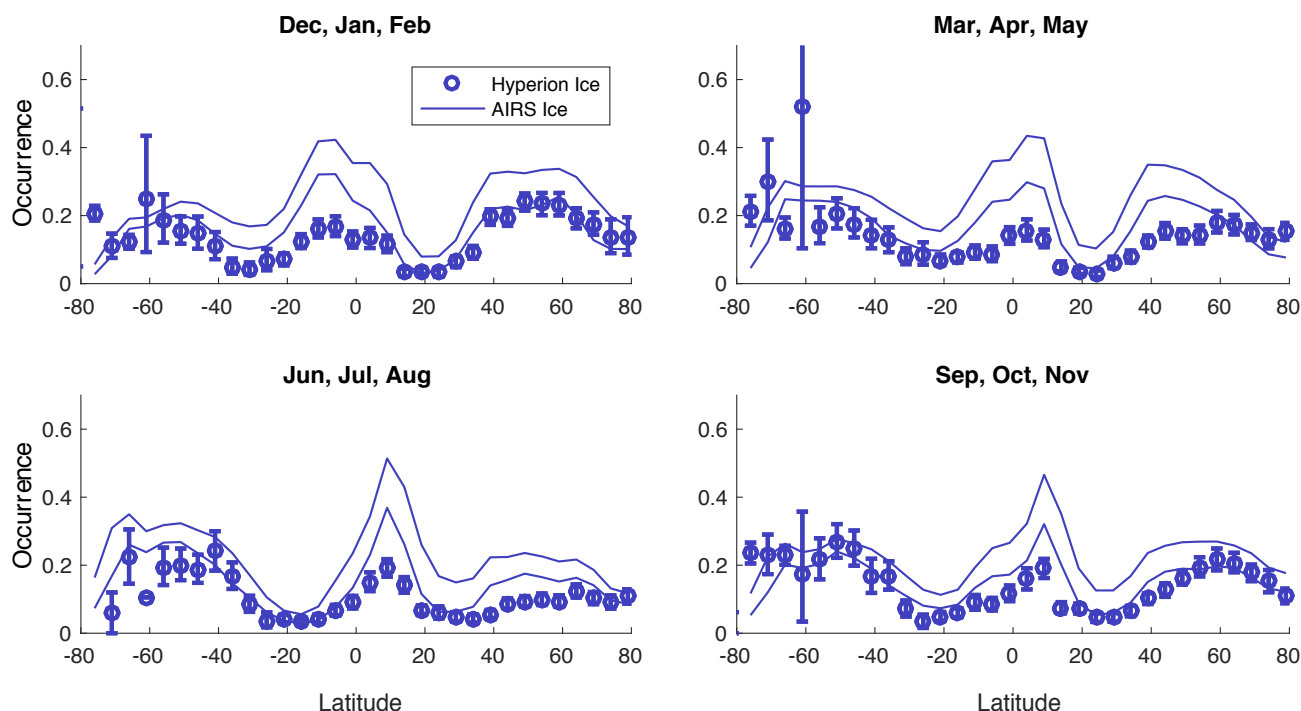 Dec, Jan, Feb
Mar, Apr, May
Occurrence
0.6
0.4
0.2
0
Hyperion Ice
AIRS Ice
-80 -60 -40 -20 0 20 40 60 80
0.6
0.4
0.2
0
-80 -60 -40 -20 0 20 40 60 80
Jun, Jul, Aug
Sep, Oct, Nov
Occurrence
0.6
0.4
0.2
0
-80 -60 -40 -20 0 20 40 60 80
Latitude
0.6
0.4
0.2
0
-80 -60 -40 -20 0 20 40 60 80
Latitude